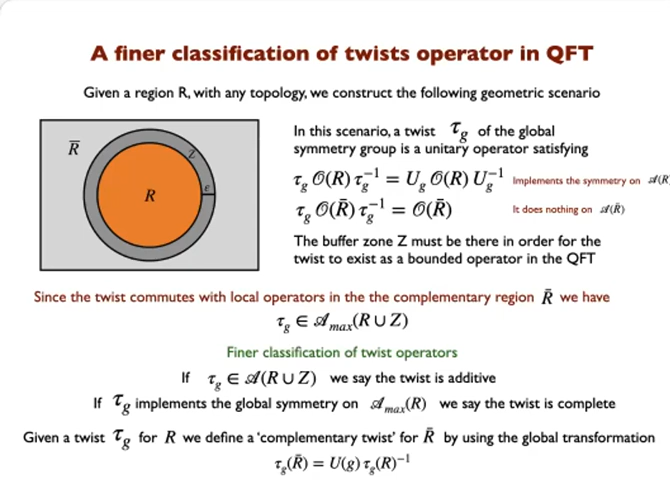 A finer classification of twists operator in QFT
Given a region R, with any topology, we construct the following geometric scenario
R̄
Z
ϵ
R
In this scenario, a twist τ_g of the global
symmetry group is a unitary operator satisfying
τ_g 𝒪(R) τ_g^{-1} = U_g 𝒪(R) U_g^{-1} Implements the symmetry on 𝒜(R
τ_g 𝒪(R̄) τ_g^{-1} = 𝒪(R̄) It does nothing on 𝒜(R̄)
The buffer zone Z must be there in order for the
twist to exist as a bounded operator in the QFT
Since the twist commutes with local operators in the the complementary region R̄ we have
τ_g ∈ 𝒜_{max}(R ∪ Z)
Finer classification of twist operators
If τ_g ∈ 𝒜(R ∪ Z) we say the twist is additive
If τ_g implements the global symmetry on 𝒜_{max}(R) we say the twist is complete
Given a twist τ_g for R we define a ‘complementary twist’ for R̄ by using the global transformation
τ_g(R̄) = U(g) τ_g(R)^{-1}